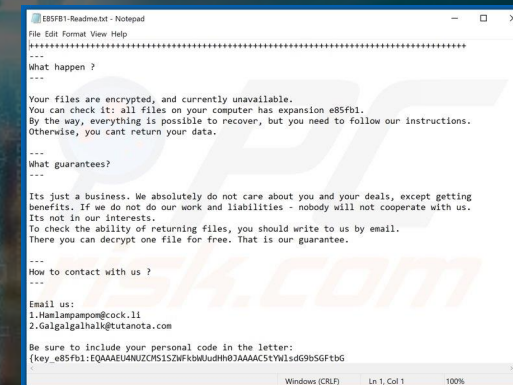 E85FB1-Readme.txt - Notepad
File Edit Format View Help
++++++++++++++++++++++++++++++++++++++++++++++++++++++++++++++++++++++++++++++++++++
---
What happen ?
---
Your files are encrypted, and currently unavailable.
You can check it: all files on your computer has expansion e85fb1.
By the way, everything is possible to recover, but you need to follow our instructions.
Otherwise, you cant return your data.
---
What guarantees?
---
Its just a business. We absolutely do not care about you and your deals, except getting
benefits. If we do not do our work and liabilities - nobody will not cooperate with us.
Its not in our interests.
To check the ability of returning files, you should write to us by email.
There you can decrypt one file for free. That is our guarantee.
---
How to contact with us ?
---
Email us:
1.Hamlampampom@cock.li
2.Galgalgalhalk@tutanota.com
Be sure to include your personal code in the letter:
{key_e85fb1:EQAAAEU4NUZCMS1SZWFkbWUudHh0JAAAAC5tYWlsdG9bSGFtbG
Windows (CRLF) Ln 1, Col 1 100%
PC
risk.com